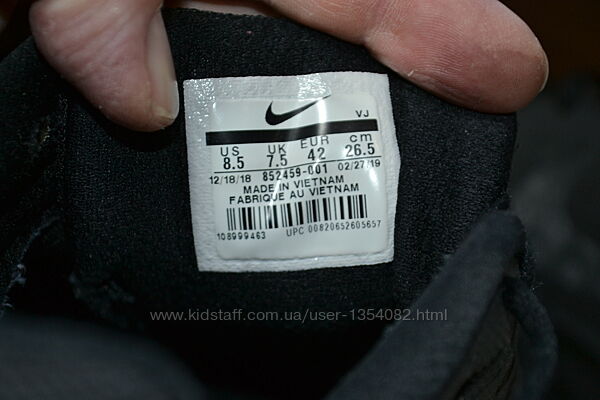 VJ
US UK EUR cm
8.5 7.5 42 26.5
12/18/18 852459-001 02/27/19
MADE IN VIETNAM
FABRIQUE AU VIETNAM
108999463 UPC 00820652605657
www.kidstaff.com.ua/user-1354082.html